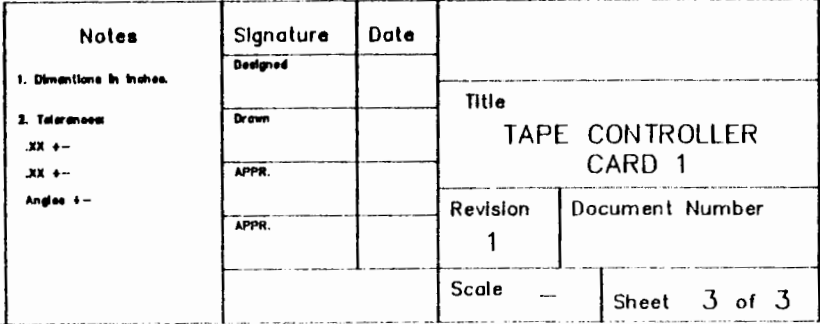 Notes
1. Dimentions in inches.
2. Tolerances:
.XX +-
.XX +-
Angles +-
Signature
Date
Designed
Drawn
APPR.
APPR.
Title
TAPE CONTROLLER
CARD 1
Revision
1
Document Number
Scale —
Sheet 3 of 3